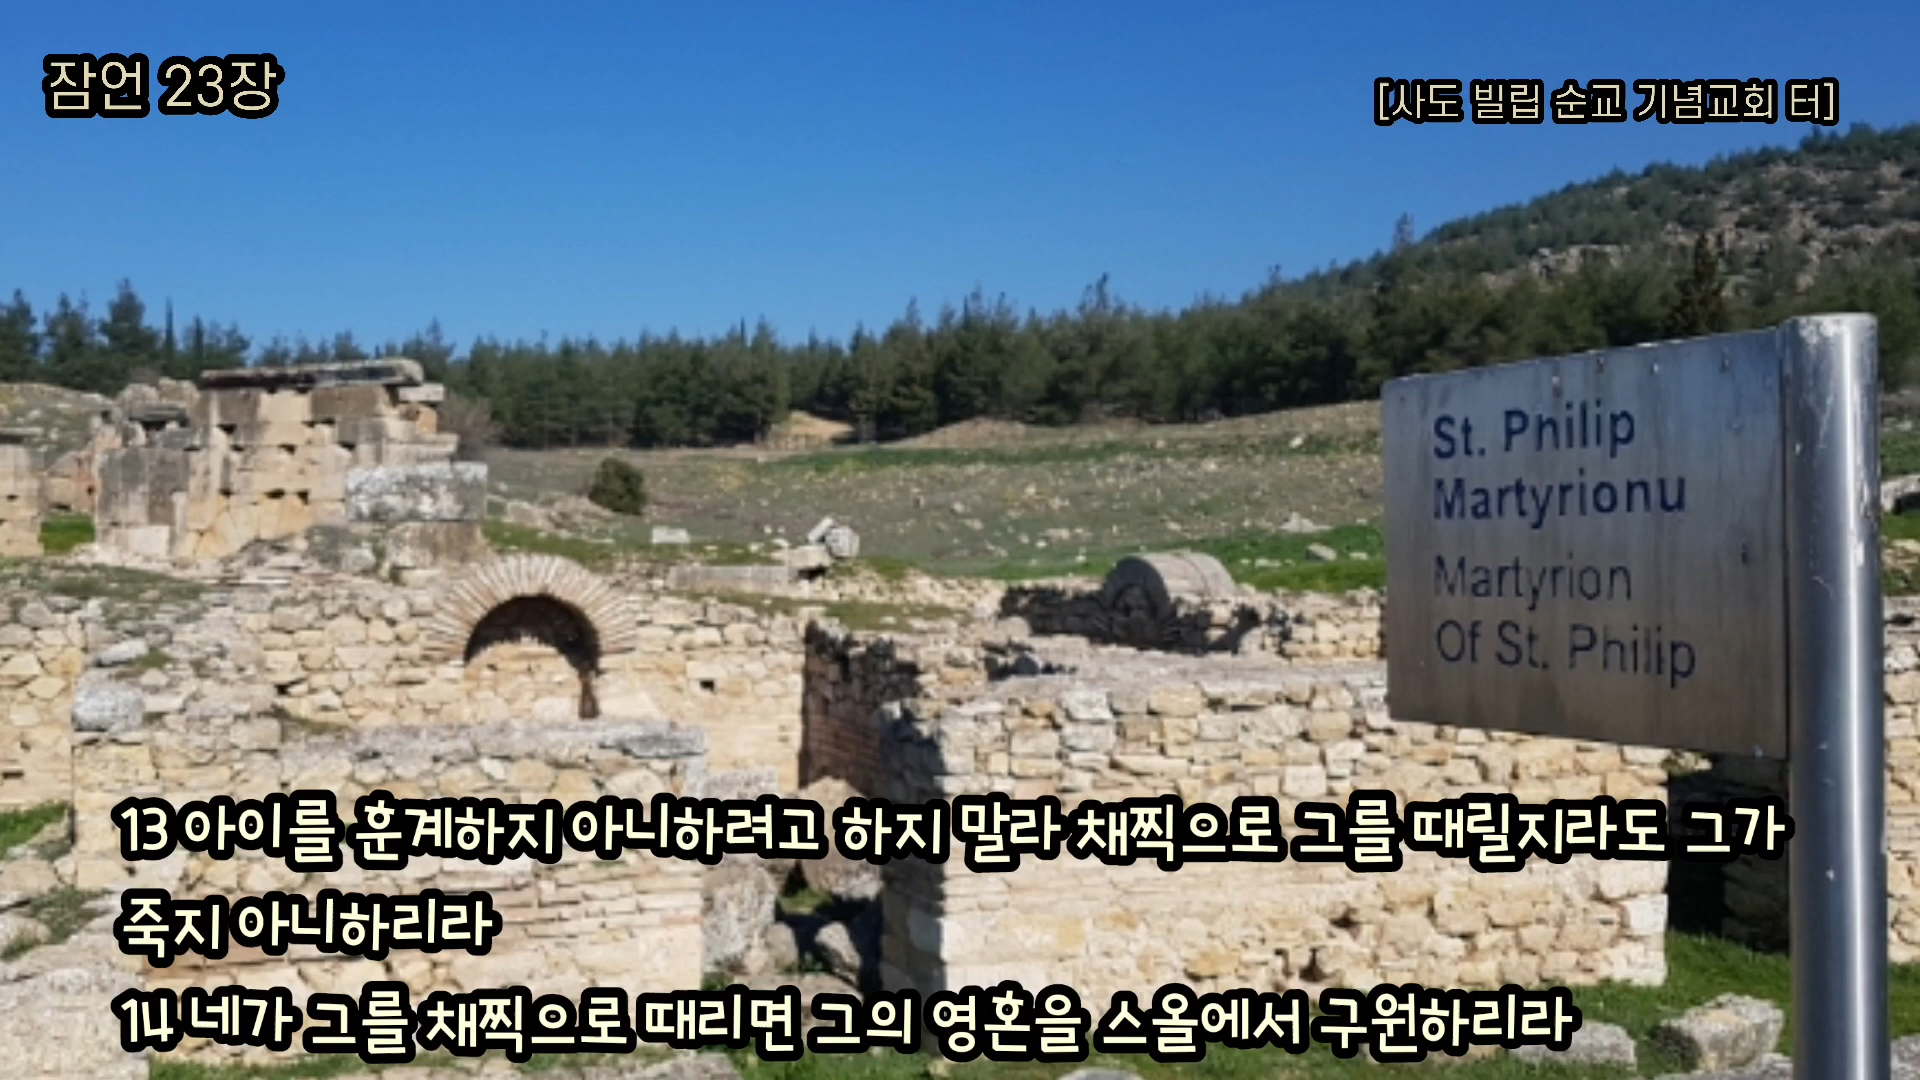 잠언 23장
[사도 빌립 순교 기념교회 터]
St. Philip
Martyrionu
Martyrion
Of St. Philip
13 아이를 훈계하지 아니하려고 하지 말라 채찍으로 그를 때릴지라도 그가
죽지 아니하리라
14 네가 그를 채찍으로 때리면 그의 영혼을 스올에서 구원하리라